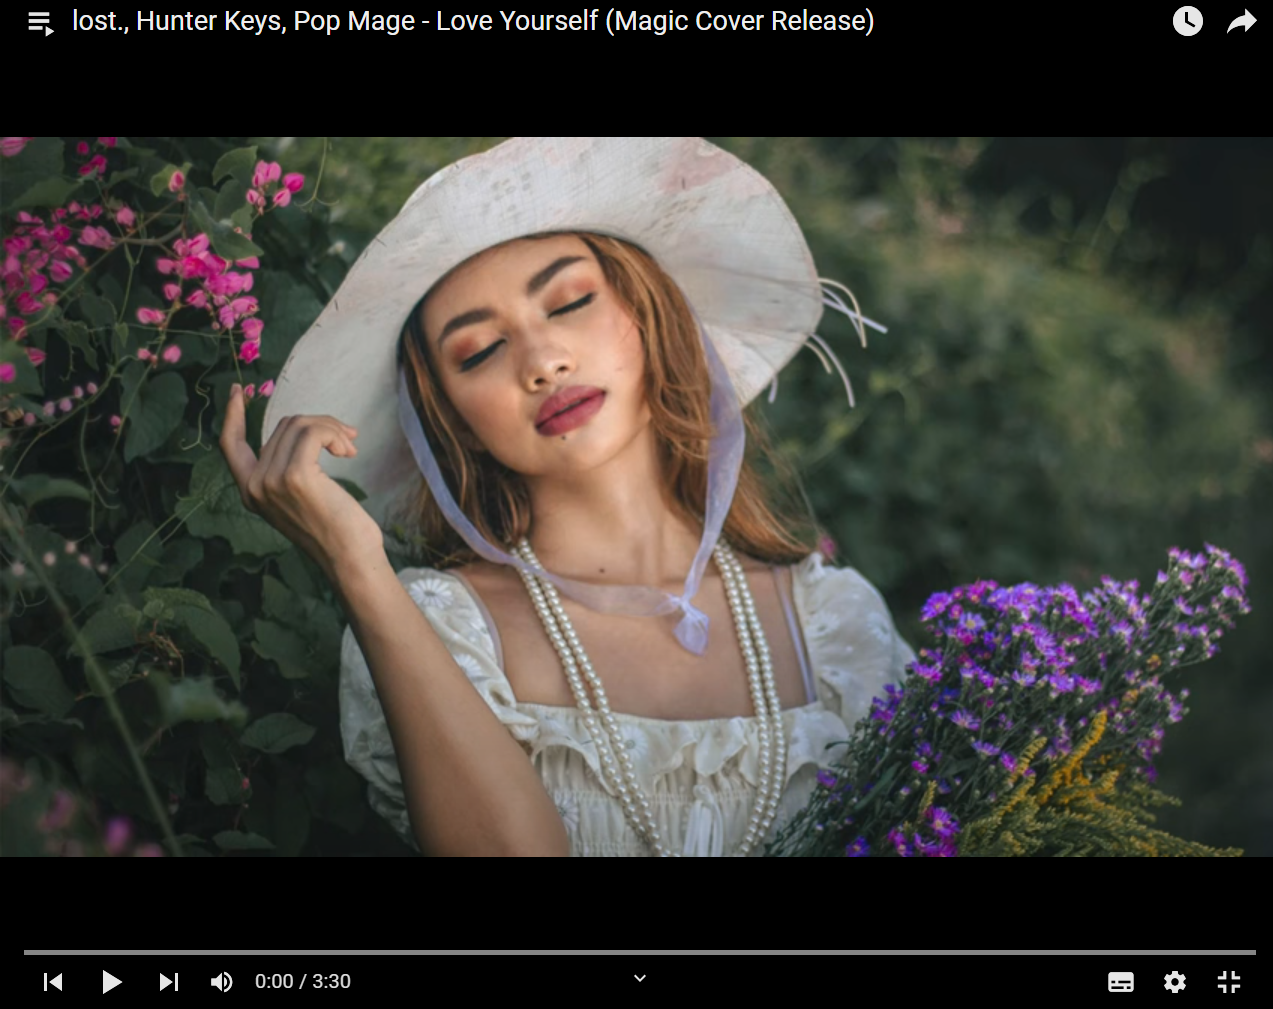 lost., Hunter Keys, Pop Mage - Love Yourself (Magic Cover Release)
0:00 / 3:30